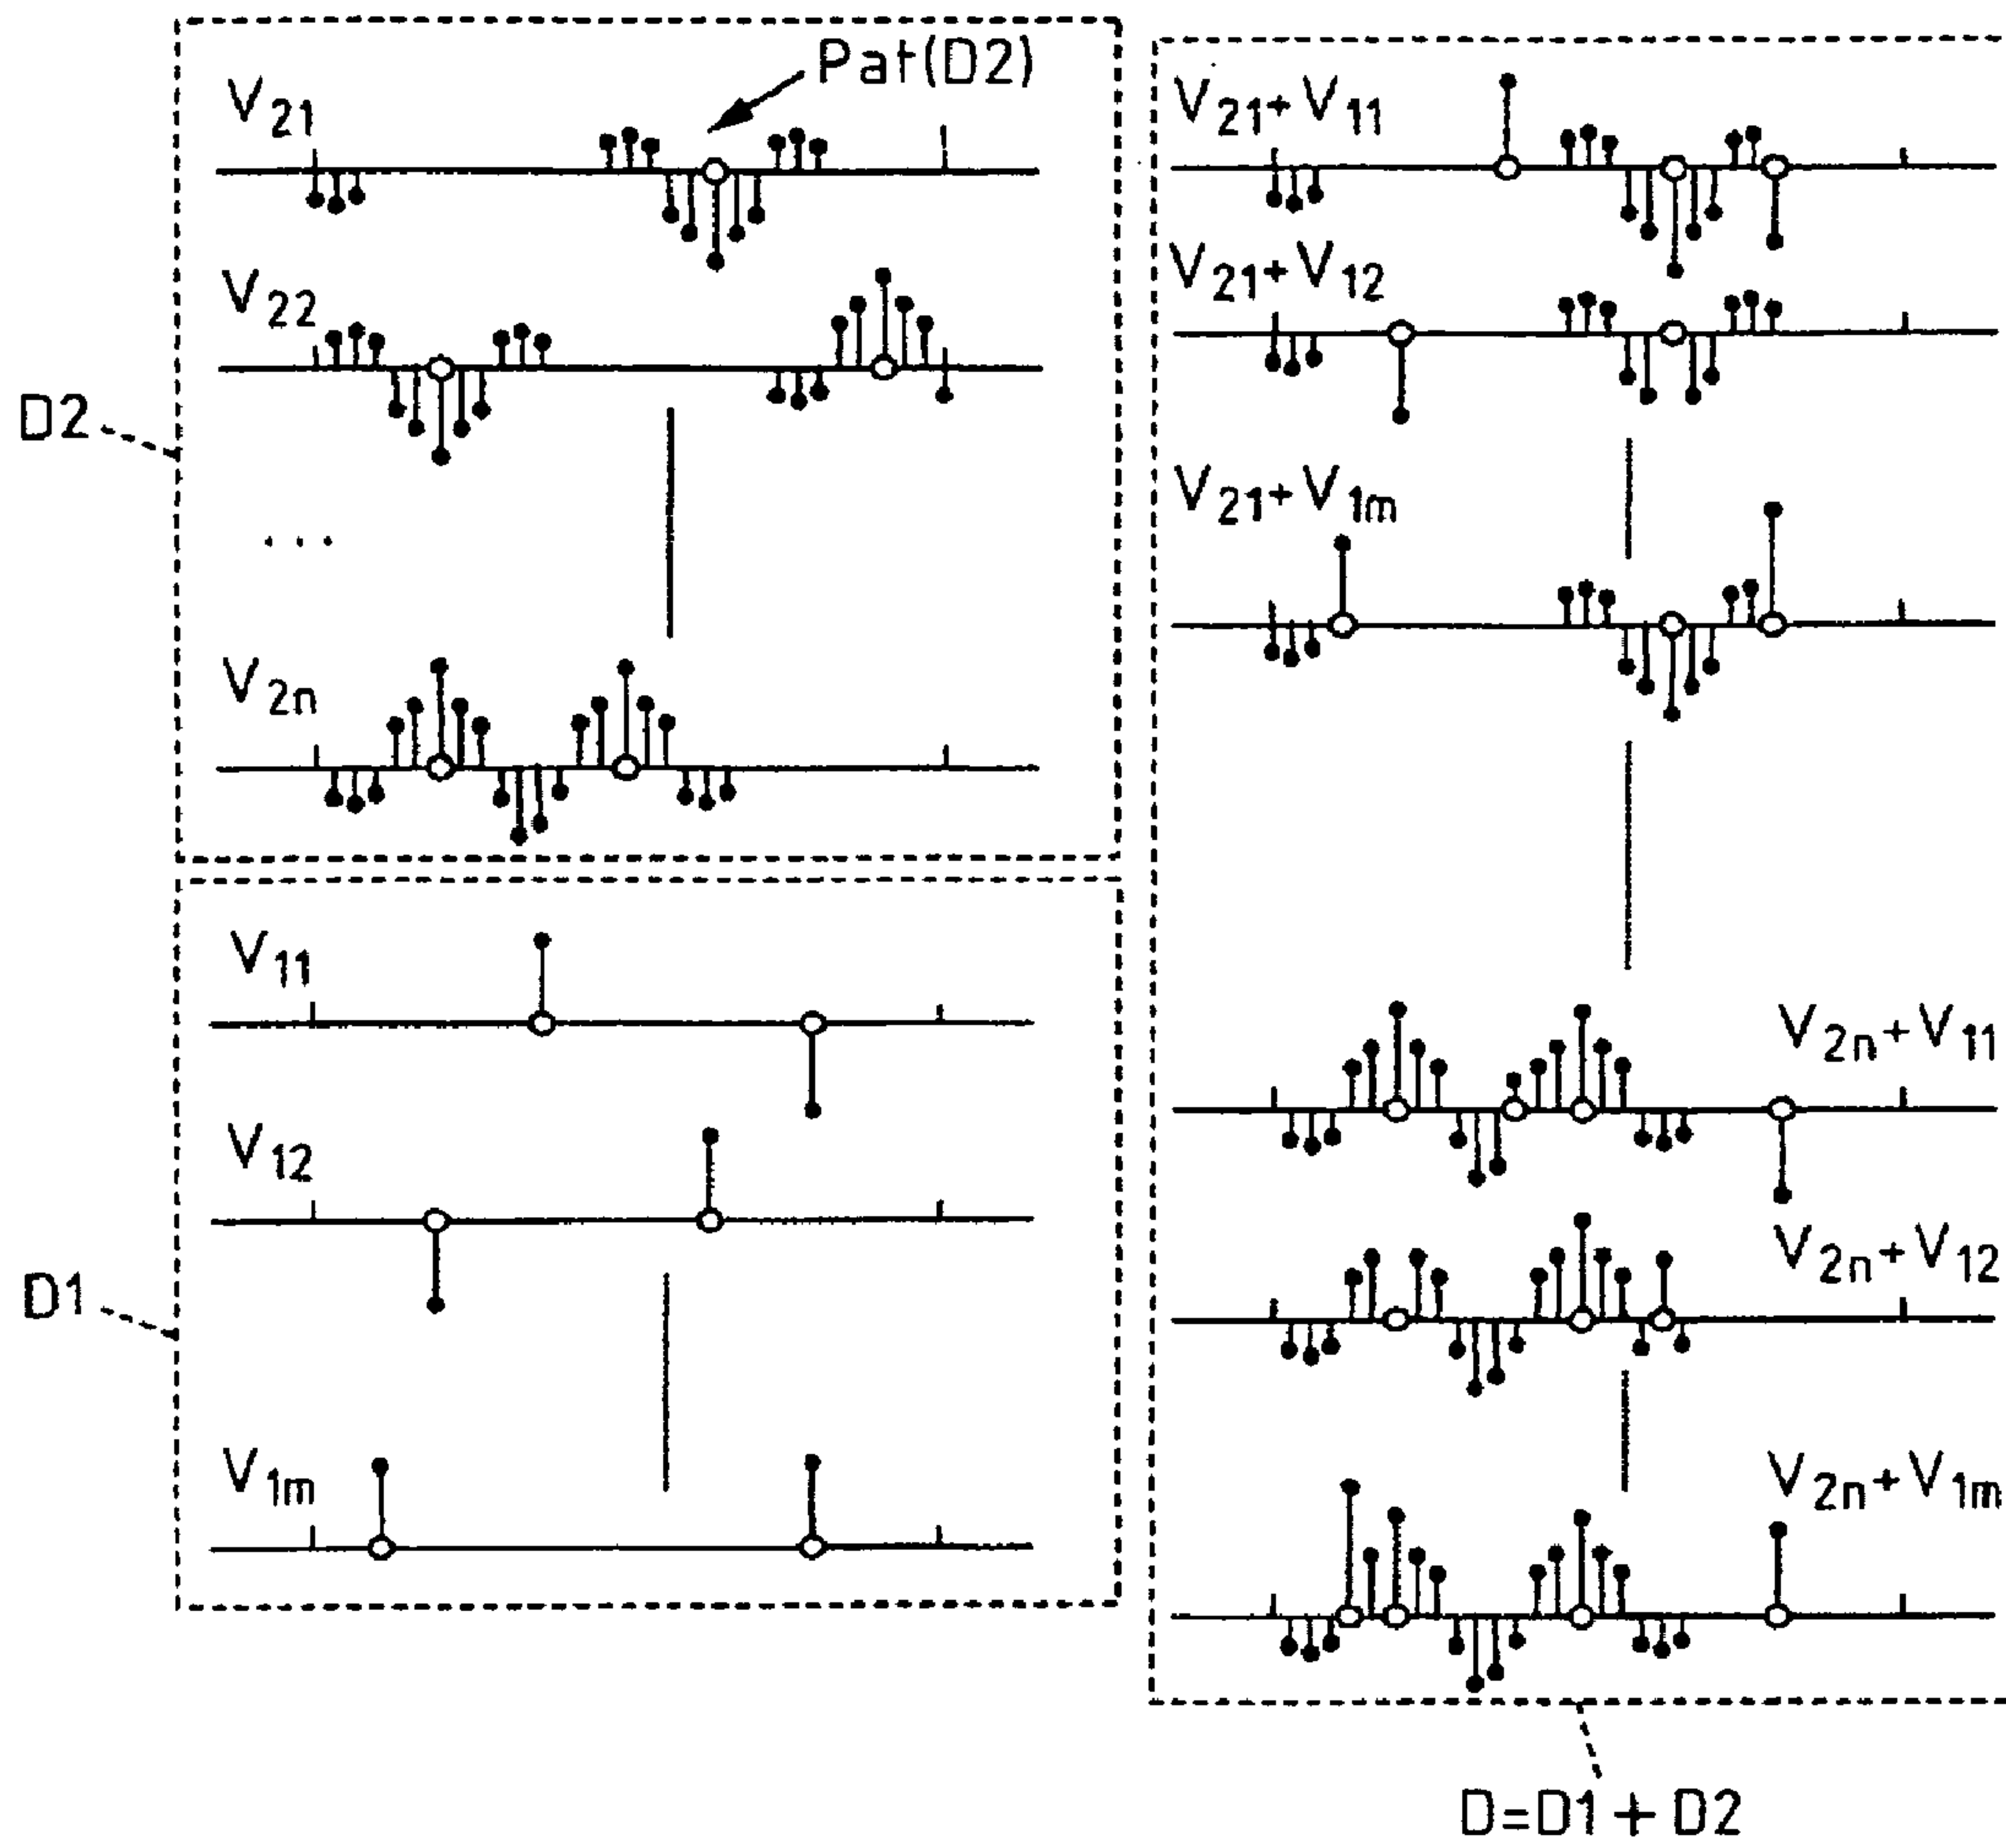 Pat(D2)
V21
V22
D2
...
V2n
V11
V12
D1
V1m
V21+V11
V21+V12
V21+V1m
V2n+V11
V2n+V12
V2n+V1m
D=D1+D2